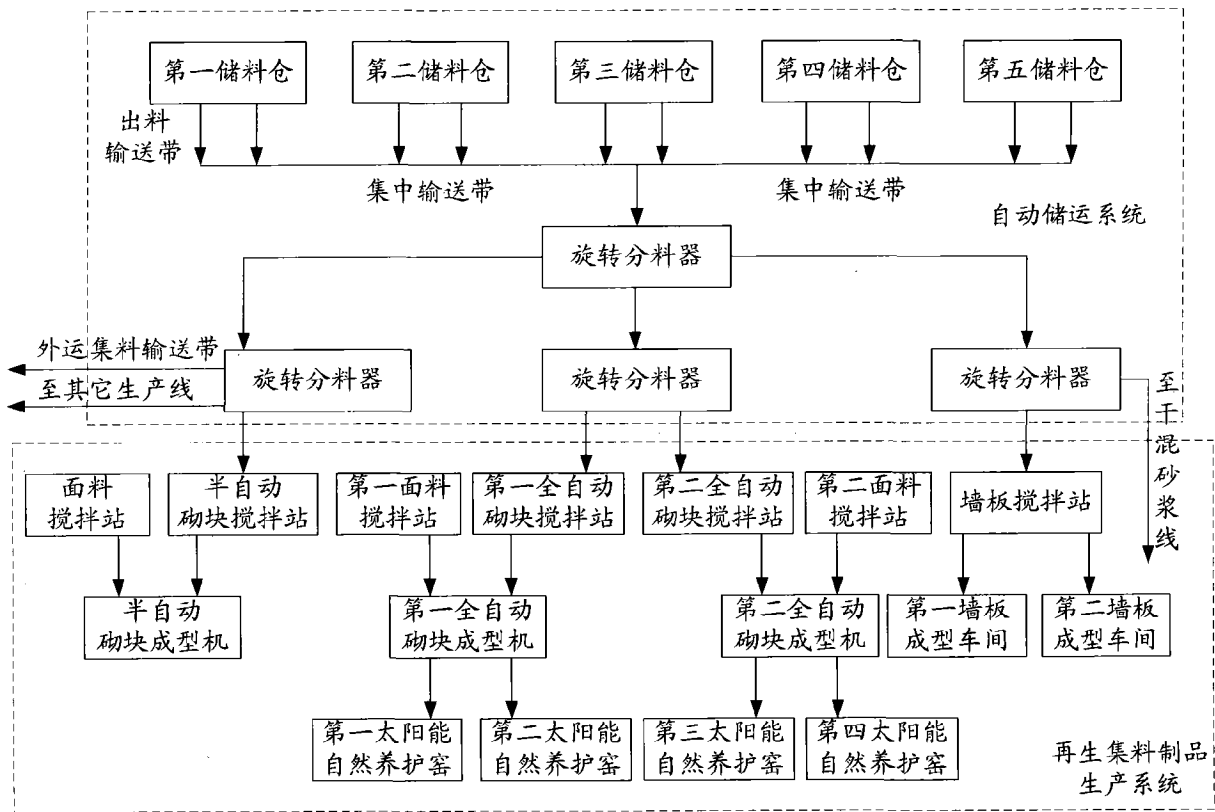 第一储料仓
第二储料仓
第三储料仓
第四储料仓
第五储料仓
出料
输送带
集中输送带
集中输送带
自动储运系统
旋转分料器
外运集料输送带
至其它生产线
旋转分料器
旋转分料器
旋转分料器
至干混砂浆线
面料
搅拌站
半自动
砌块搅拌站
第一面料
搅拌站
第一全自动
砌块搅拌站
第二全自动
砌块搅拌站
第二面料
搅拌站
墙板搅拌站
半自动
砌块成型机
第一全自动
砌块成型机
第二全自动
砌块成型机
第一墙板
成型车间
第二墙板
成型车间
第一太阳能
自然养护窑
第二太阳能
自然养护窑
第三太阳能
自然养护窑
第四太阳能
自然养护窑
再生集料制品
生产系统